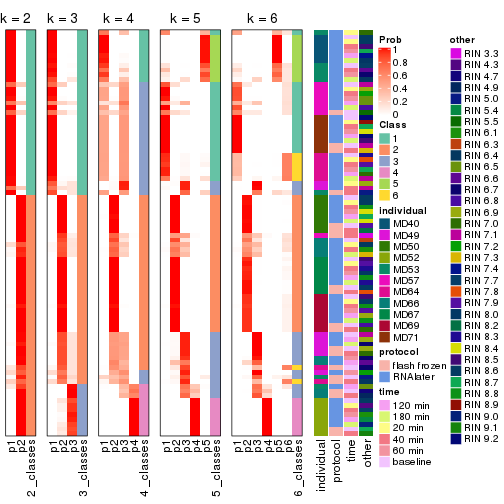 k = 2
k = 3
k = 4
k = 5
k = 6
p1
p2
2_classes
p1
p2
p3
3_classes
p1
p2
p3
p4
4_classes
p1
p2
p3
p4
p5
5_classes
p1
p2
p3
p4
p5
p6
6_classes
individual
protocol
time
other
Prob
1
0.8
0.6
0.4
0.2
0
Class
1
2
3
4
5
6
individual
MD40
MD49
MD50
MD52
MD53
MD57
MD64
MD66
MD67
MD69
MD71
protocol
flash frozen
RNAlater
time
120 min
180 min
20 min
40 min
60 min
baseline
other
RIN 3.3
RIN 4.3
RIN 4.7
RIN 4.9
RIN 5.0
RIN 5.4
RIN 5.5
RIN 6.1
RIN 6.3
RIN 6.4
RIN 6.5
RIN 6.6
RIN 6.7
RIN 6.8
RIN 6.9
RIN 7.0
RIN 7.1
RIN 7.2
RIN 7.3
RIN 7.4
RIN 7.7
RIN 7.8
RIN 7.9
RIN 8.0
RIN 8.2
RIN 8.3
RIN 8.4
RIN 8.5
RIN 8.6
RIN 8.7
RIN 8.8
RIN 8.9
RIN 9.0
RIN 9.1
RIN 9.2